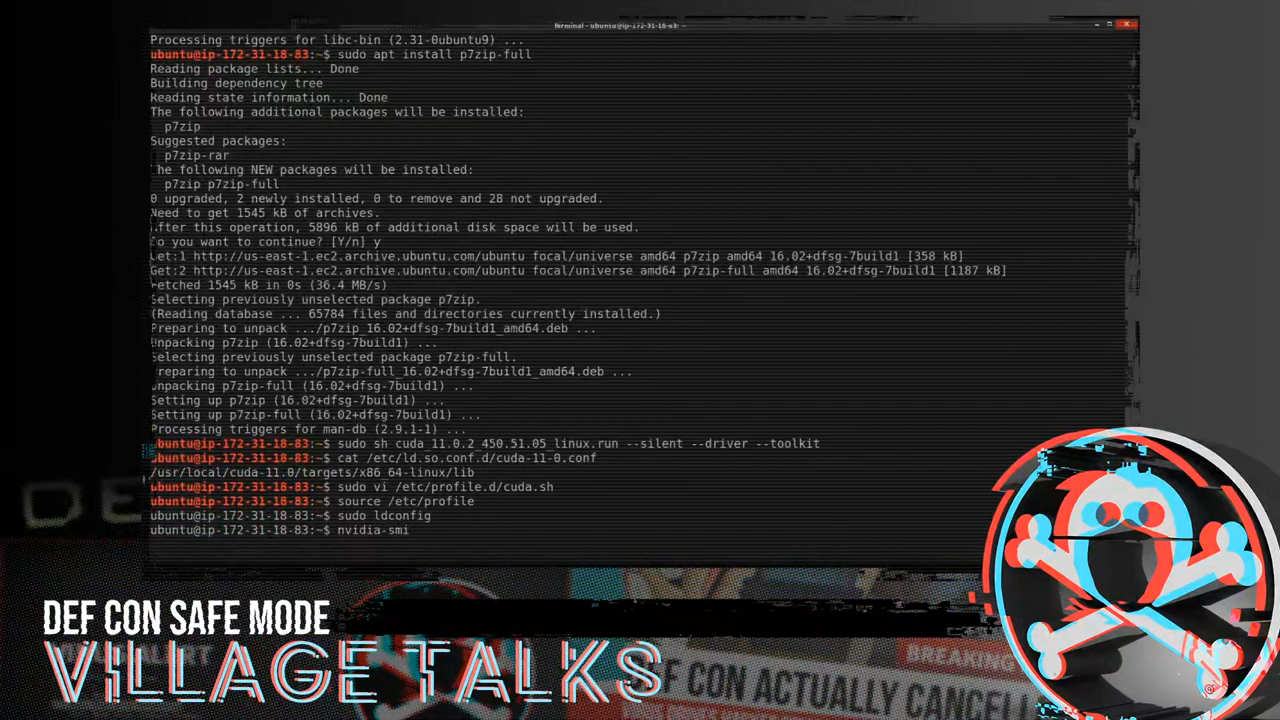 Terminal - ubuntu@ip-172-31-18-83: ~
Processing triggers for libc-bin (2.31-0ubuntu9) ...
ubuntu@ip-172-31-18-83:~$ sudo apt install p7zip-full
Reading package lists... Done
Building dependency tree
Reading state information... Done
The following additional packages will be installed:
p7zip
Suggested packages:
p7zip-rar
The following NEW packages will be installed:
p7zip p7zip-full
0 upgraded, 2 newly installed, 0 to remove and 28 not upgraded.
Need to get 1545 kB of archives.
After this operation, 5896 kB of additional disk space will be used.
Do you want to continue? [Y/n] y
Get:1 http://us-east-1.ec2.archive.ubuntu.com/ubuntu focal/universe amd64 p7zip amd64 16.02+dfsg-7build1 [358 kB]
Get:2 http://us-east-1.ec2.archive.ubuntu.com/ubuntu focal/universe amd64 p7zip-full amd64 16.02+dfsg-7build1 [1187 kB]
Fetched 1545 kB in 0s (36.4 MB/s)
Selecting previously unselected package p7zip.
(Reading database ... 65784 files and directories currently installed.)
Preparing to unpack .../p7zip_16.02+dfsg-7build1_amd64.deb ...
Unpacking p7zip (16.02+dfsg-7build1) ...
Selecting previously unselected package p7zip-full.
Preparing to unpack .../p7zip-full_16.02+dfsg-7build1_amd64.deb ...
Unpacking p7zip-full (16.02+dfsg-7build1) ...
Setting up p7zip (16.02+dfsg-7build1) ...
Setting up p7zip-full (16.02+dfsg-7build1) ...
Processing triggers for man-db (2.9.1-1) ...
ubuntu@ip-172-31-18-83:~$ sudo sh cuda_11.0.2_450.51.05_linux.run --silent --driver --toolkit
ubuntu@ip-172-31-18-83:~$ cat /etc/ld.so.conf.d/cuda-11-0.conf
/usr/local/cuda-11.0/targets/x86_64-linux/lib
ubuntu@ip-172-31-18-83:~$ sudo vi /etc/profile.d/cuda.sh
ubuntu@ip-172-31-18-83:~$ source /etc/profile
ubuntu@ip-172-31-18-83:~$ sudo ldconfig
ubuntu@ip-172-31-18-83:~$ nvidia-smi
DE
DEF CON SAFE MODE
VILLAGE TALKS
BREAKIN
DEF CON ACTUALLY CANCELL